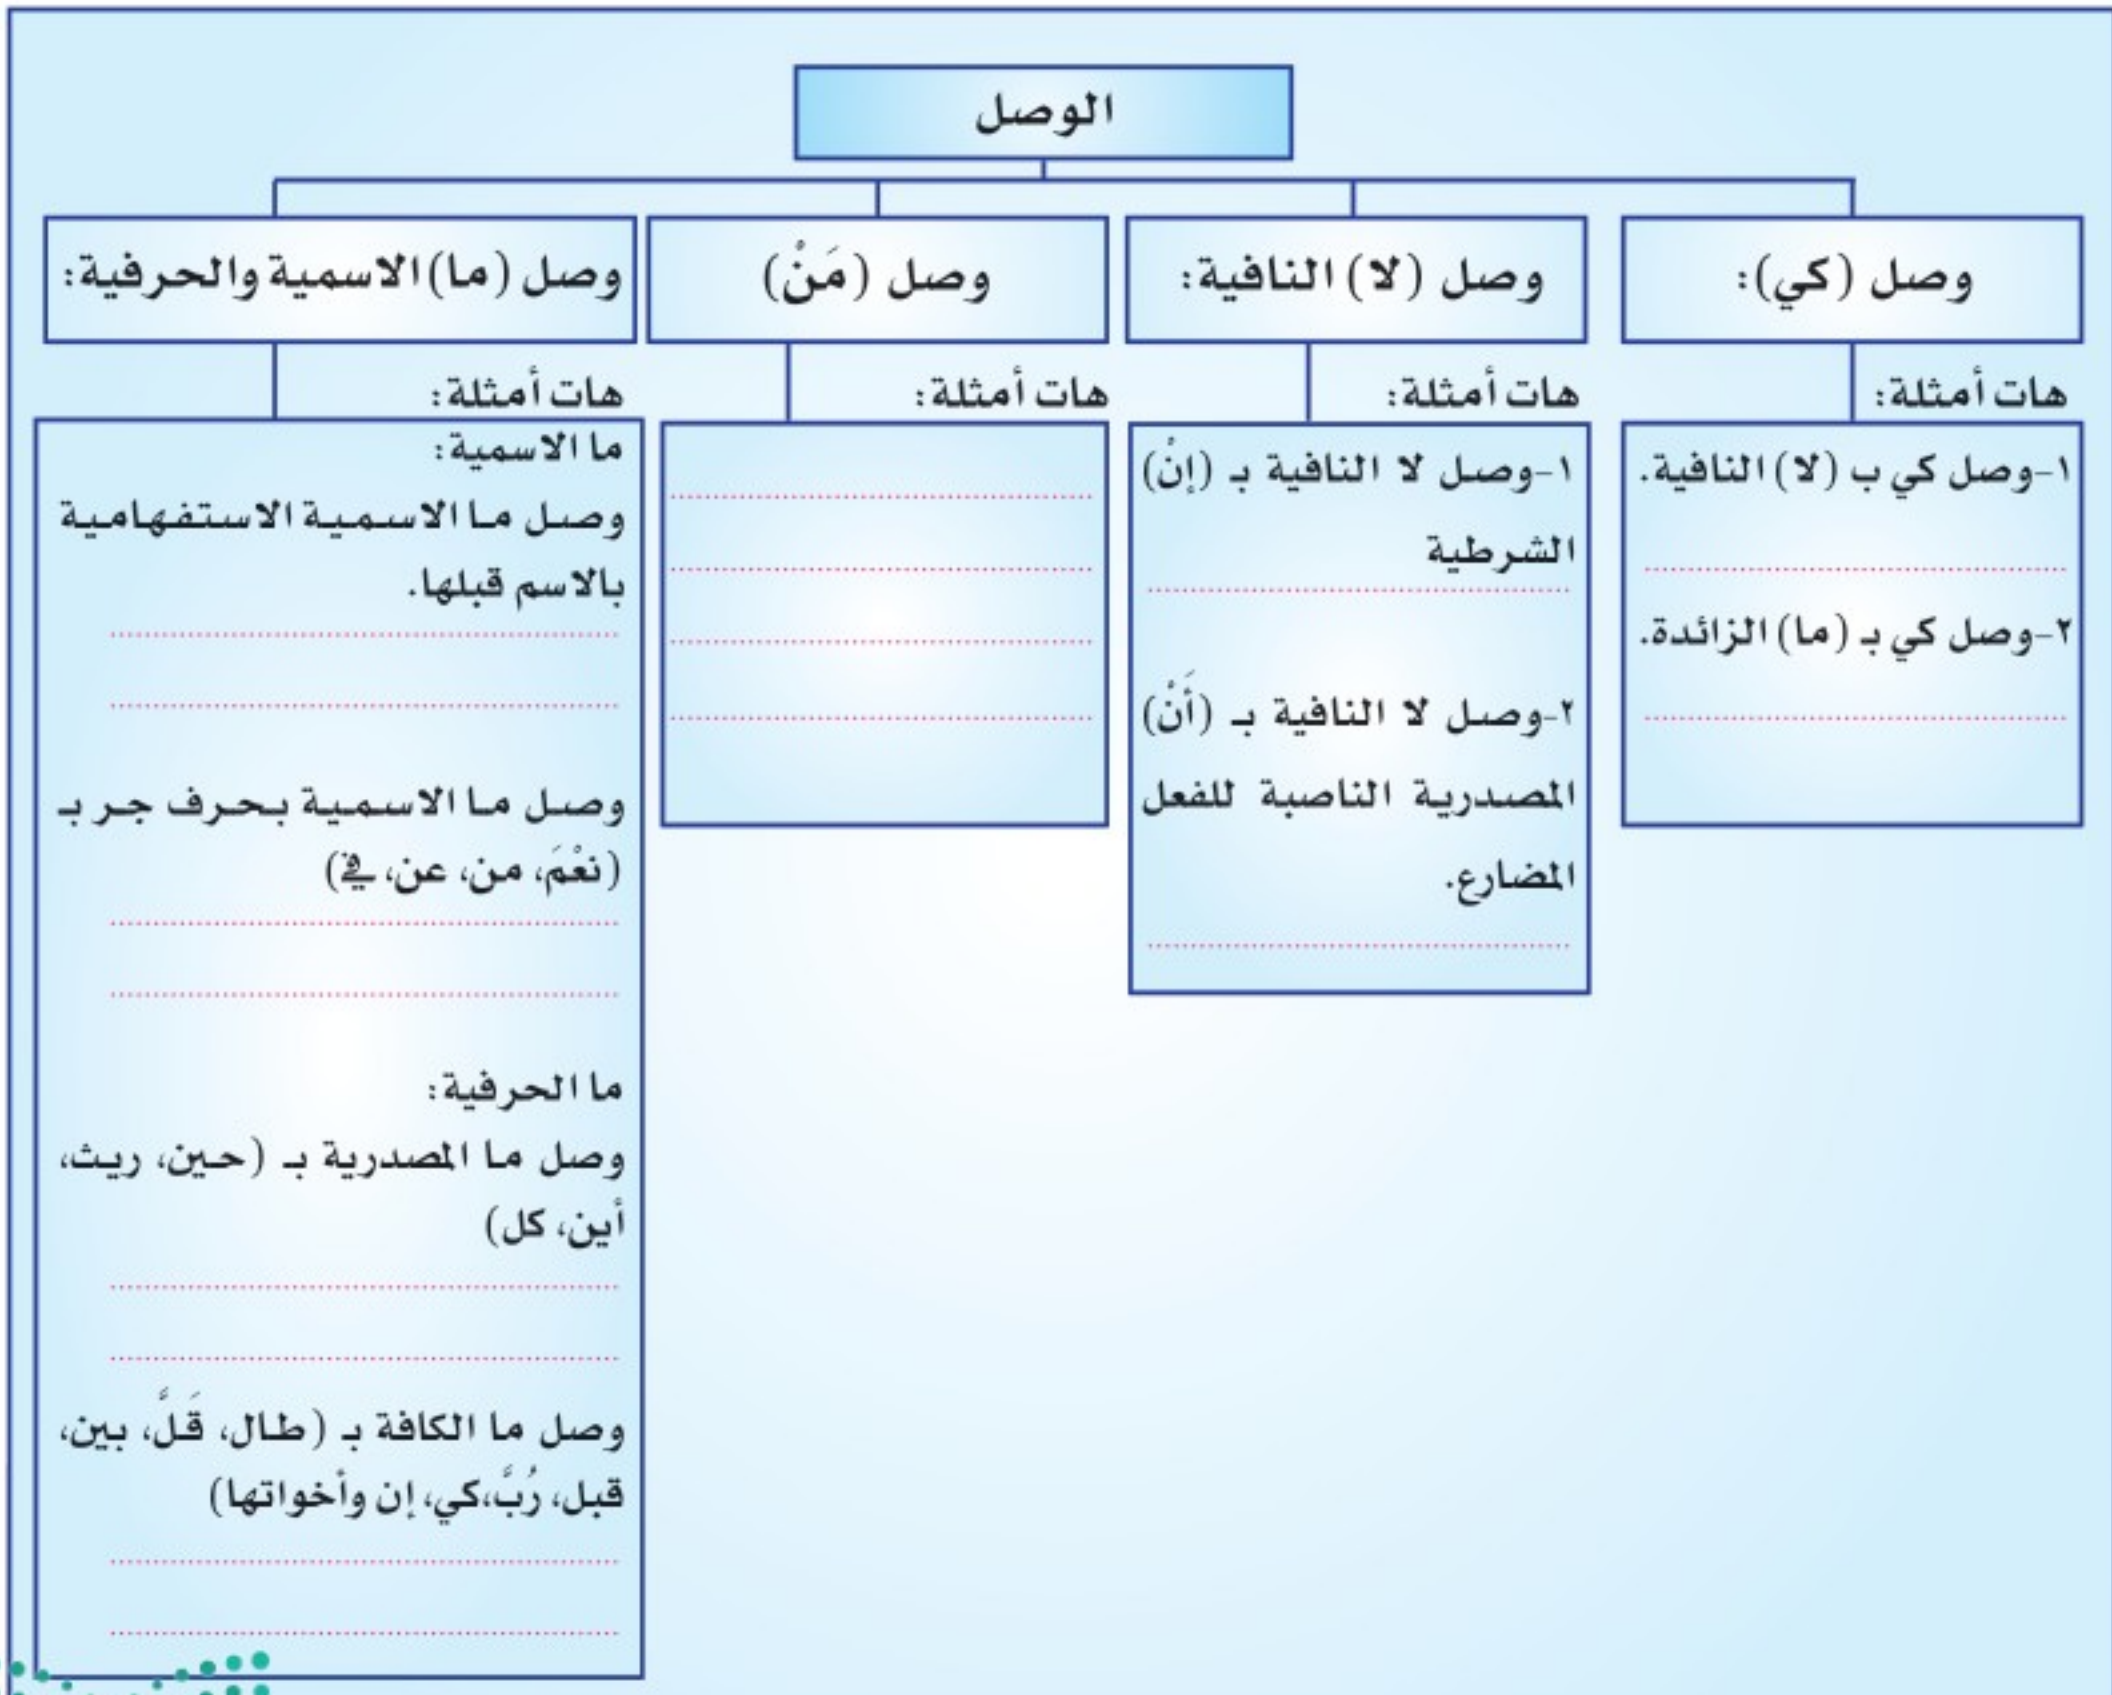 الوصل
وصل (كي):
هات أمثلة:
١-وصل كي ب (لا) النافية.
٢-وصل كي بـ (ما) الزائدة.
وصل (لا) النافية:
هات أمثلة:
١-وصل لا النافية بـ (إنْ)
الشرطية
٢-وصل لا النافية بـ (أَنْ)
المصدرية الناصبة للفعل
المضارع.
وصل (مَنْ)
هات أمثلة:
وصل (ما) الاسمية والحرفية:
هات أمثلة:
ما الاسمية:
وصل ما الاسمية الاستفهامية
بالاسم قبلها.
وصل ما الاسمية بحرف جر بـ
(نعْمَ، من، عن، في)
ما الحرفية:
وصل ما المصدرية بـ (حين، ريث،
أين، كل)
وصل ما الكافة بـ (طال، قَلَّ، بين،
قبل، رُبَّ،كي، إن وأخواتها)